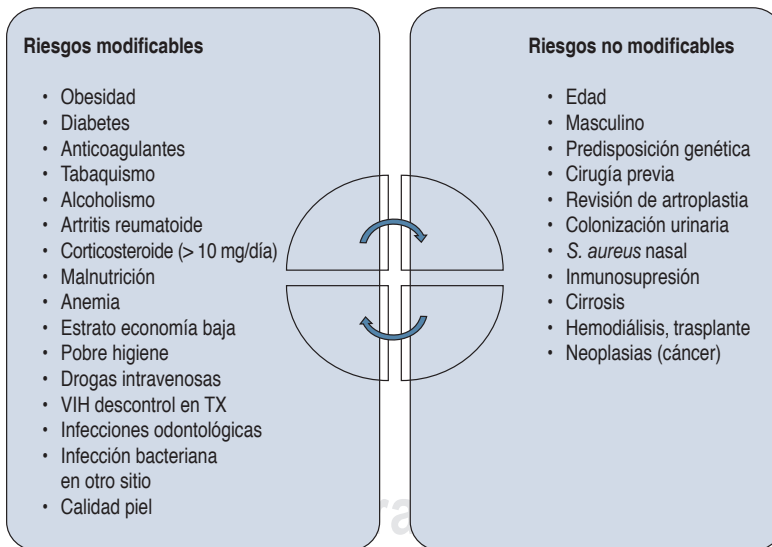 Riesgos modificables
• Obesidad
• Diabetes
• Anticoagulantes
• Tabaquismo
• Alcoholismo
• Artritis reumatoide
• Corticosteroide (> 10 mg/día)
• Malnutrición
• Anemia
• Estrato economía baja
• Pobre higiene
• Drogas intravenosas
• VIH descontrol en TX
• Infecciones odontológicas
• Infección bacteriana
en otro sitio
• Calidad piel
Riesgos no modificables
• Edad
• Masculino
• Predisposición genética
• Cirugía previa
• Revisión de artroplastia
• Colonización urinaria
• S. aureus nasal
• Inmunosupresión
• Cirrosis
• Hemodiálisis, trasplante
• Neoplasias (cáncer)